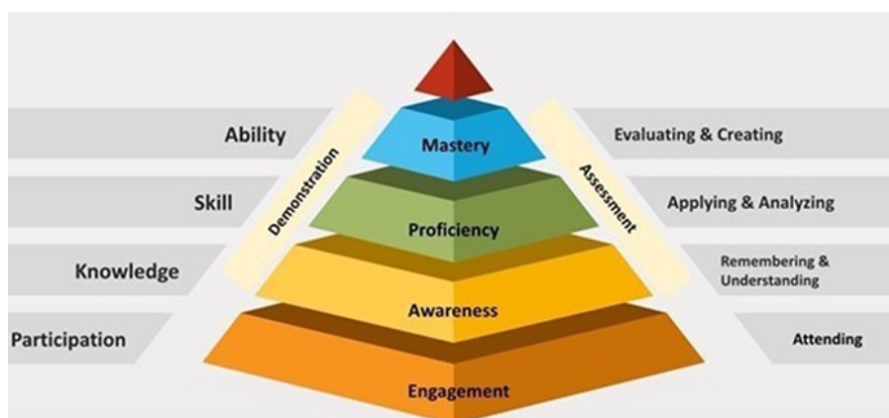 Ability
Mastery
Evaluating & Creating
Demonstration
Assessment
Skill
Proficiency
Applying & Analyzing
Knowledge
Awareness
Remembering &
Understanding
Participation
Engagement
Attending